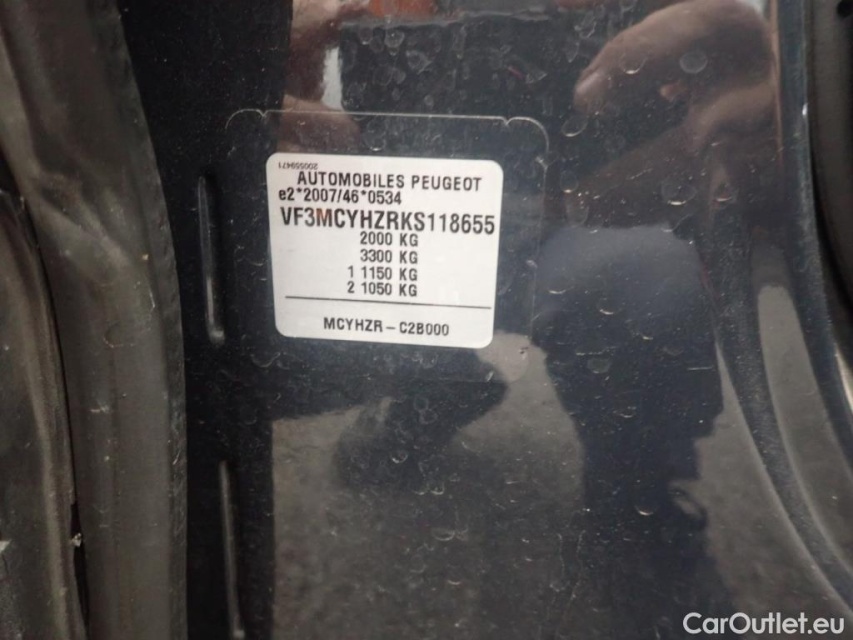 200559471
AUTOMOBILES PEUGEOT
e2*2007/46*0534
VF3MCYHZRKS118655
2000 KG
3300 KG
1 1150 KG
2 1050 KG
MCYHZR - C2B000
CarOutlet.eu